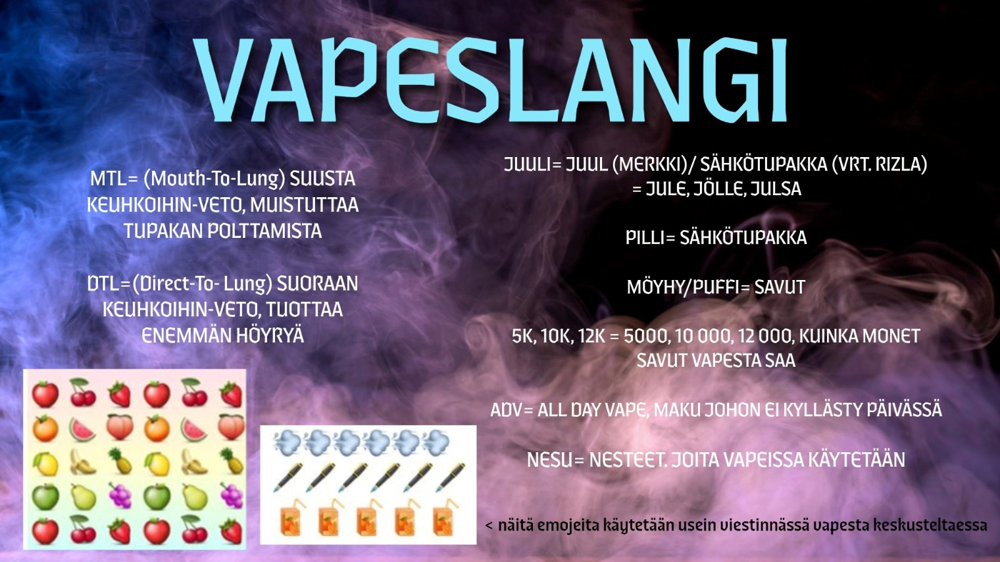 VAPESLANGI
MTL= (Mouth-To-Lung) SUUSTA
KEUHKOIHIN-VETO, MUISTUTTAA
TUPAKAN POLTTAMISTA
DTL=(Direct-To- Lung) SUORAAN
KEUHKOIHIN-VETO, TUOTTAA
ENEMMÄN HÖYRYÄ
JUULI= JUUL (MERKKI)/ SÄHKÖTUPAKKA (VRT. RIZLA)
= JULE, JÖLLE, JULSA
PILLI= SÄHKÖTUPAKKA
MÖYHY/PUFFI= SAVUT
5K, 10K, 12K = 5000, 10 000, 12 000, KUINKA MONET
SAVUT VAPESTA SAA
ADV= ALL DAY VAPE, MAKU JOHON EI KYLLÄSTY PÄIVÄSSÄ
NESU= NESTEET. JOITA VAPEISSA KÄYTETÄÄN
< näitä emojeita käytetään usein viestinnässä vapesta keskusteltaessa